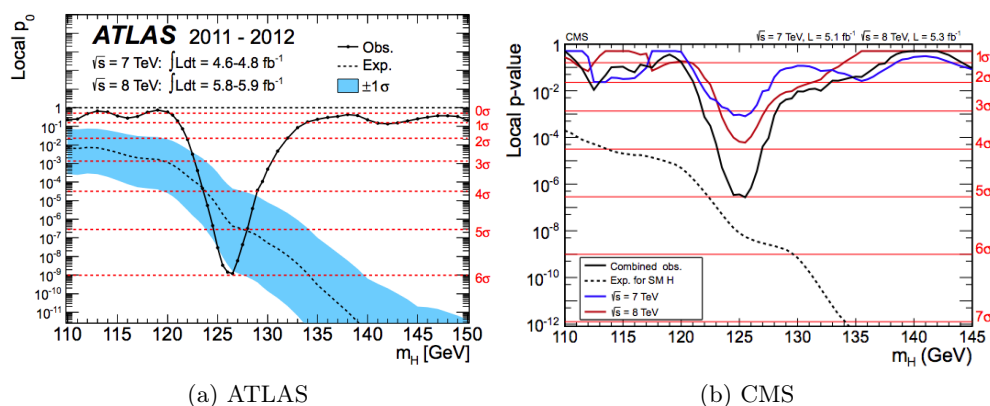 ATLAS 2011 - 2012
√s = 7 TeV: ∫Ldt = 4.6-4.8 fb⁻¹
√s = 8 TeV: ∫Ldt = 5.8-5.9 fb⁻¹
Obs.
Exp.
±1σ
Local p₀
1
10⁻¹
10⁻²
10⁻³
10⁻⁴
10⁻⁵
10⁻⁶
10⁻⁷
10⁻⁸
10⁻⁹
10⁻¹⁰
10⁻¹¹
0σ
1σ
2σ
3σ
4σ
5σ
6σ
110 115 120 125 130 135 140 145 150
m_H [GeV]
(a) ATLAS
CMS
√s = 7 TeV, L = 5.1 fb⁻¹ √s = 8 TeV, L = 5.3 fb⁻¹
Local p-value
1
10⁻²
10⁻⁴
10⁻⁶
10⁻⁸
10⁻¹⁰
10⁻¹²
1σ
2σ
3σ
4σ
5σ
6σ
7σ
Combined obs.
Exp. for SM H
√s = 7 TeV
√s = 8 TeV
110 115 120 125 130 135 140 145
m_H (GeV)
(b) CMS